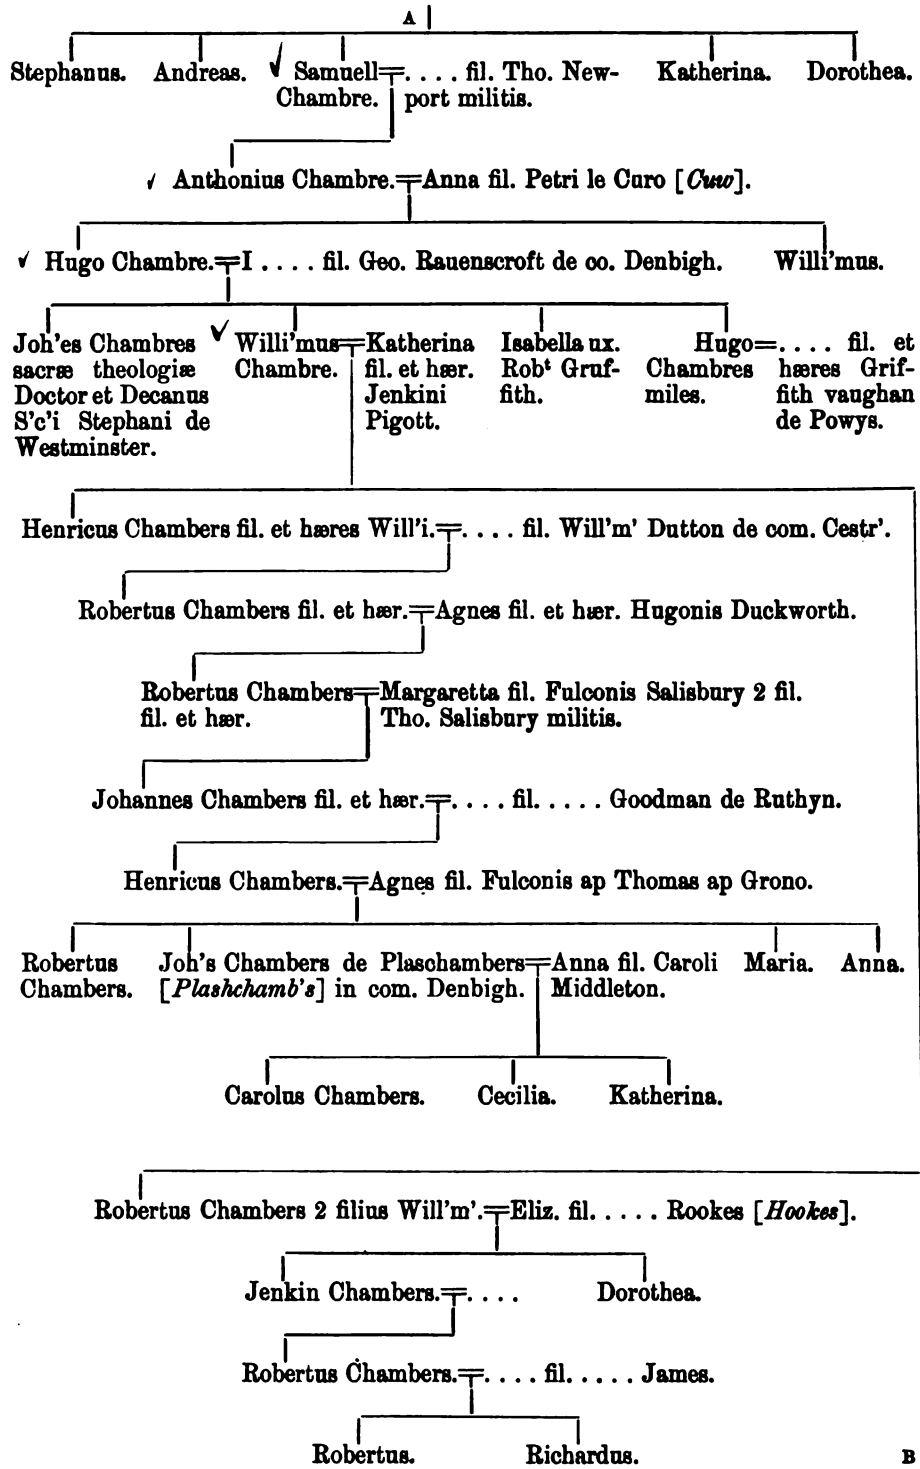 A
Stephanus. Andreas. Samuell=. . . . fil. Tho. New- Katherina. Dorothea.
Chambre. port militis.
Anthonius Chambre.=Anna fil. Petri le Curo [Cuw].
Hugo Chambre.=I . . . . fil. Geo. Rauenscroft de co. Denbigh. Willi'mus.
Joh'es Chambres Willi'mus=Katherina Isabella ux. Hugo=. . . . fil. et
sacræ theologiæ Chambre. fil. et hær. Robt Gruf- Chambres hæres Grif-
Doctor et Decanus Jenkini fith. miles. fith vaughan
S'c'i Stephani de Pigott. de Powys.
Westminster.
Henricus Chambers fil. et hæres Will'i.=. . . . fil. Will'm' Dutton de com. Cestr'.
Robertus Chambers fil. et hær.=Agnes fil. et hær. Hugonis Duckworth.
Robertus Chambers=Margaretta fil. Fulconis Salisbury 2 fil.
fil. et hær. Tho. Salisbury militis.
Johannes Chambers fil. et hær.=. . . . fil. . . . . Goodman de Ruthyn.
Henricus Chambers.=Agnes fil. Fulconis ap Thomas ap Grono.
Robertus Joh's Chambers de Plaschambers=Anna fil. Caroli Maria. Anna.
Chambers. [Plashchamb's] in com. Denbigh. Middleton.
Carolus Chambers. Cecilia. Katherina.
Robertus Chambers 2 filius Will'm'.=Eliz. fil. . . . . Rookes [Hookes].
Jenkin Chambers.=. . . . Dorothea.
Robertus Chambers.=. . . . fil. . . . . James.
Robertus. Richardus.
B